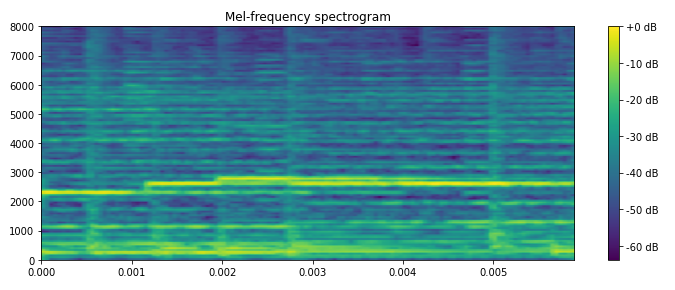 Mel-frequency spectrogram
8000
7000
6000
5000
4000
3000
2000
1000
0
0.000 0.001 0.002 0.003 0.004 0.005
+0 dB
-10 dB
-20 dB
-30 dB
-40 dB
-50 dB
-60 dB